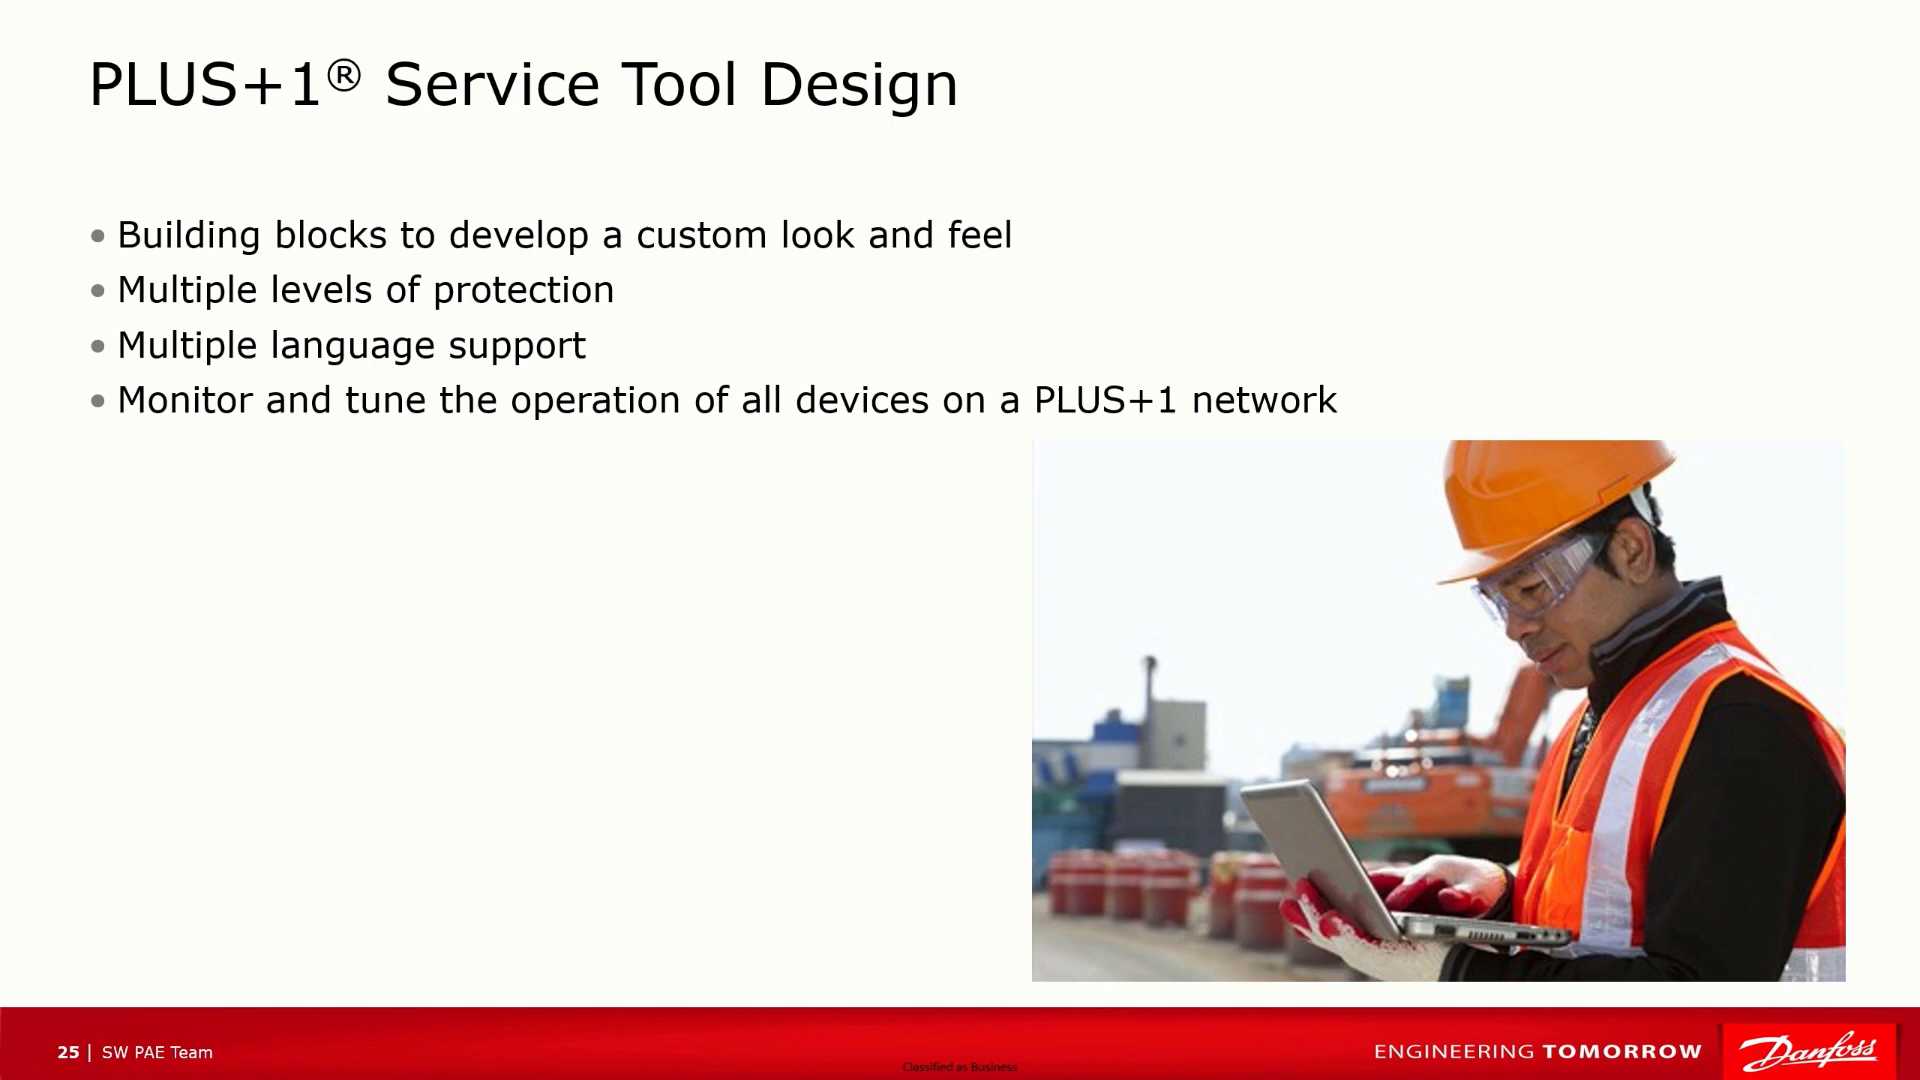 PLUS+1® Service Tool Design
• Building blocks to develop a custom look and feel
• Multiple levels of protection
• Multiple language support
• Monitor and tune the operation of all devices on a PLUS+1 network
25 | SW PAE Team
Classified as Business
ENGINEERING TOMORROW
Danfoss